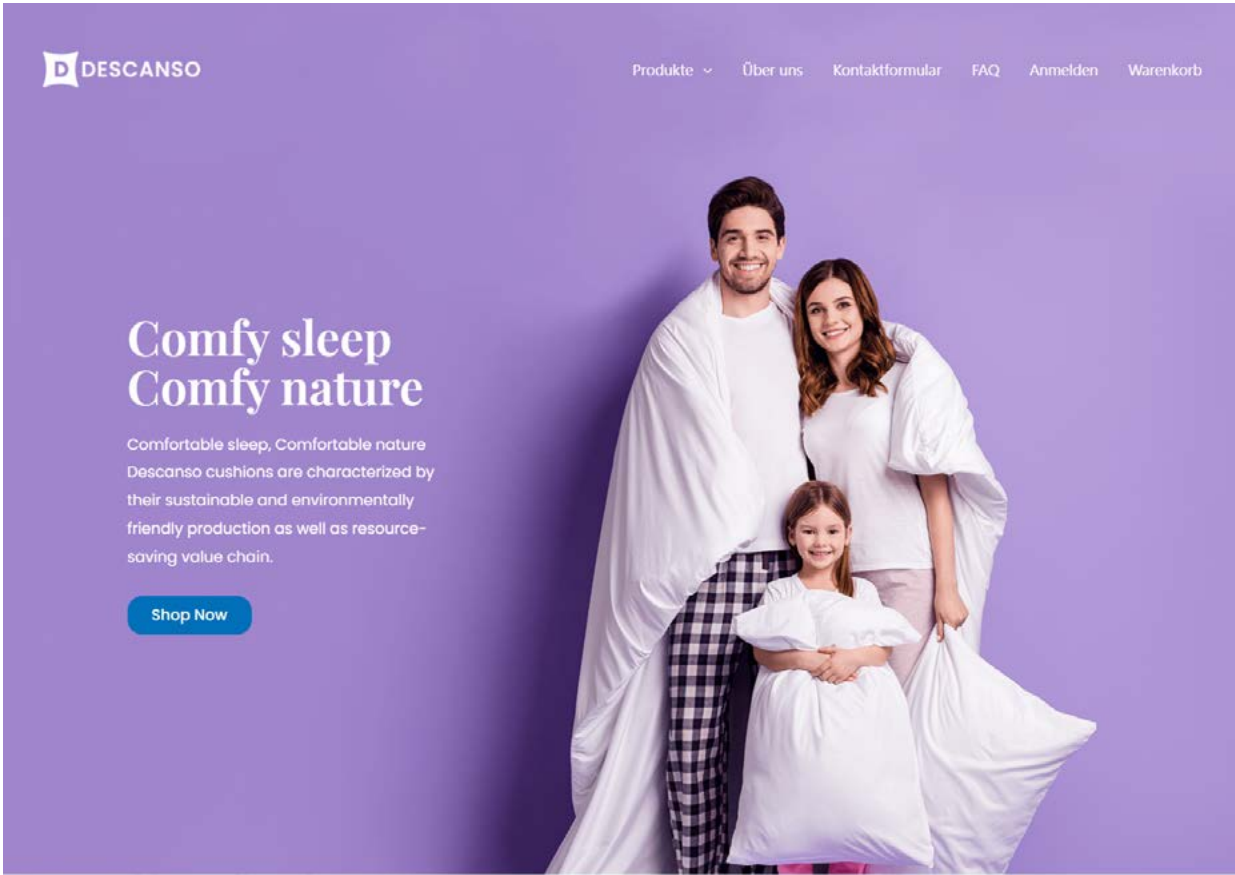 D DESCANSO
Produkte Über uns Kontaktformular FAQ Anmelden Warenkorb
Comfy sleep
Comfy nature
Comfortable sleep, Comfortable nature
Descanso cushions are characterized by
their sustainable and environmentally
friendly production as well as resource-
saving value chain.
Shop Now